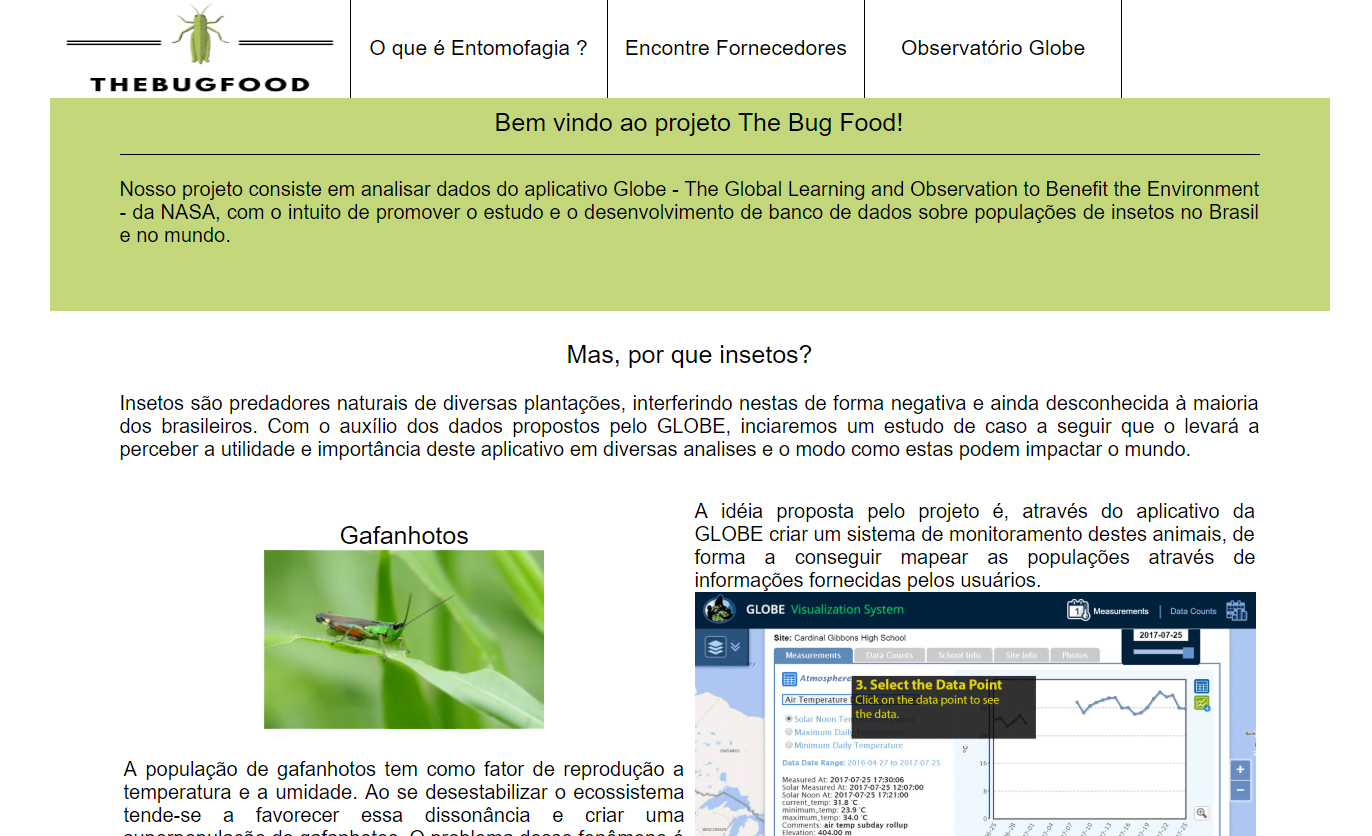 THEBUGFOOD
O que é Entomofagia ?
Encontre Fornecedores
Observatório Globe
Bem vindo ao projeto The Bug Food!
Nosso projeto consiste em analisar dados do aplicativo Globe - The Global Learning and Observation to Benefit the Environment
- da NASA, com o intuito de promover o estudo e o desenvolvimento de banco de dados sobre populações de insetos no Brasil
e no mundo.
Mas, por que insetos?
Insetos são predadores naturais de diversas plantações, interferindo nestas de forma negativa e ainda desconhecida à maioria
dos brasileiros. Com o auxílio dos dados propostos pelo GLOBE, inciaremos um estudo de caso a seguir que o levará a
perceber a utilidade e importância deste aplicativo em diversas analises e o modo como estas podem impactar o mundo.
Gafanhotos
A população de gafanhotos tem como fator de reprodução a
temperatura e a umidade. Ao se desestabilizar o ecossistema
tende-se a favorecer essa dissonância e criar uma
superpopulação de gafanhotos. O problema desse fenômeno é
A idéia proposta pelo projeto é, através do aplicativo da
GLOBE criar um sistema de monitoramento destes animais, de
forma a conseguir mapear as populações através de
informações fornecidas pelos usuários.
GLOBE Visualization System
1 Measurements | Data Counts
Site: Cardinal Gibbons High School
2017-07-25
Measurements Data Counts School Info Site Info Photos
Atmosphere
3. Select the Data Point
Click on the data point to see
the data.
Air Temperature
Solar Noon
Maximum Daily Temperature
Minimum Daily Temperature
Data Date Range: 2016-04-27 to 2017-07-25
Measured At: 2017-07-25 17:30:06
Solar Measured At: 2017-07-25 12:07:00
Solar Noon At: 2017-07-25 17:21:00
current_temp: 31.8 °C
minimum_temp: 23.9 °C
maximum_temp: 34.0 °C
Comments: air temp subday rollup
Elevation: 404.00 m
°C
16
8
0
ONTARIO
WISCONSIN
+
−